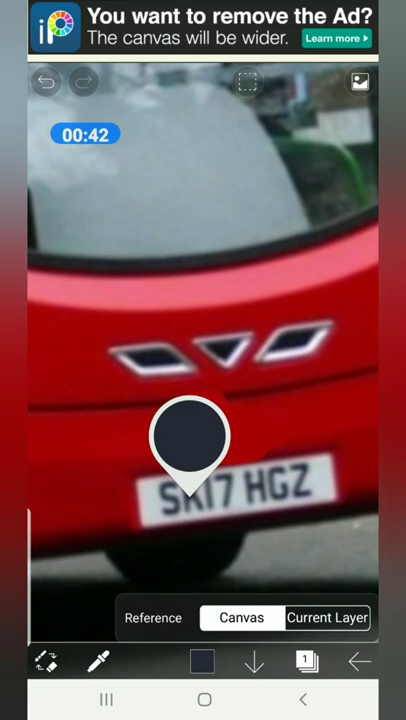 You want to remove the Ad?
The canvas will be wider.
Learn more
iP
00:42
SK17 HGZ
Reference
Canvas
Current Layer
1